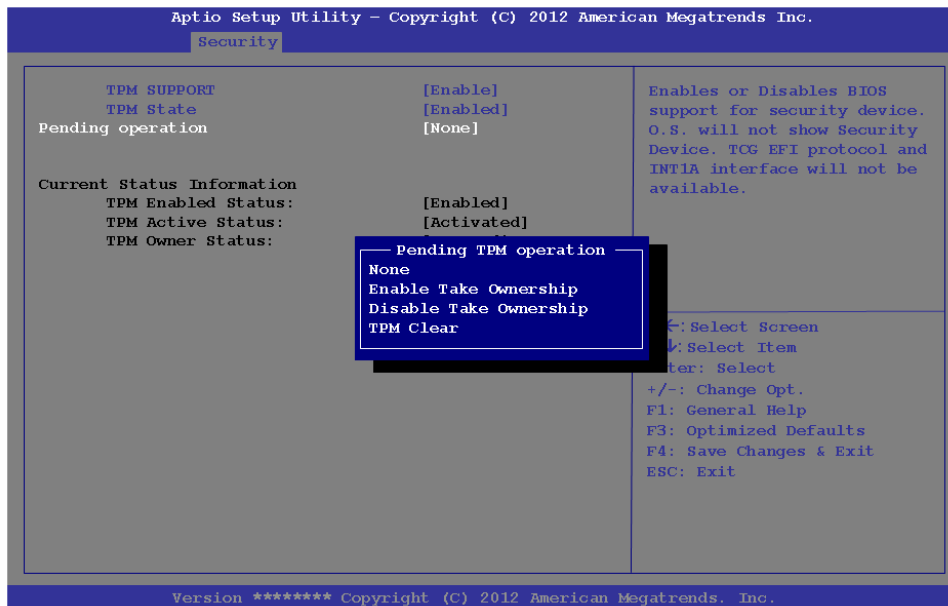 Aptio Setup Utility – Copyright (C) 2012 American Megatrends Inc.
Security
TPM SUPPORT [Enable]
TPM State [Enabled]
Pending operation [None]
Current Status Information
TPM Enabled Status: [Enabled]
TPM Active Status: [Activated]
TPM Owner Status:
Pending TPM operation
None
Enable Take Ownership
Disable Take Ownership
TPM Clear
Enables or Disables BIOS
support for security device.
O.S. will not show Security
Device. TCG EFI protocol and
INT1A interface will not be
available.
←:Select Screen
↓:Select Item
ter: Select
+/-: Change Opt.
F1: General Help
F3: Optimized Defaults
F4: Save Changes & Exit
ESC: Exit
Version ******** Copyright (C) 2012 American Megatrends. Inc.